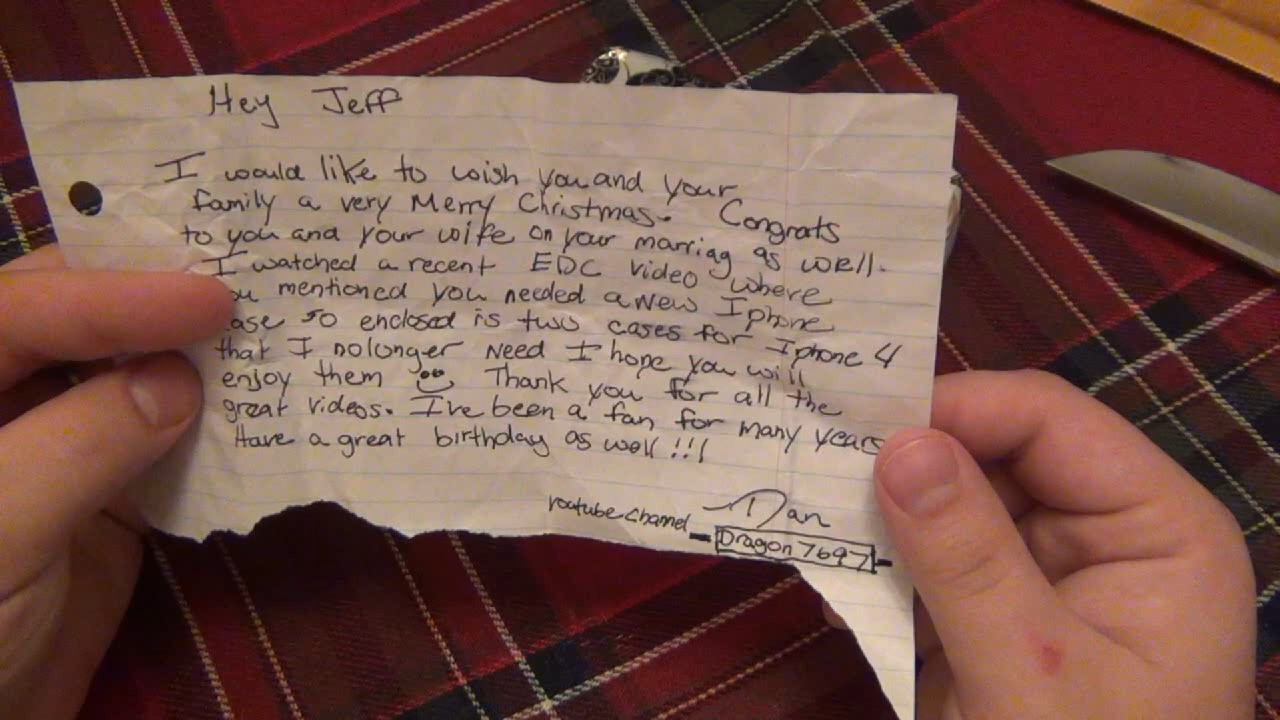 Hey Jeff
I would like to wish you and your
family a very Merry Christmas. Congrats
to you and your wife on your marriag as well.
I watched a recent EDC video where
mentioned you needed a new Iphone
so enclosed is two cases for Iphone 4
that I no longer need I hope you will
enjoy them Thank you for all the
great videos. I've been a fan for many years
Have a great birthday as well!!!
Dan
youtube channel - Dragon7697 -